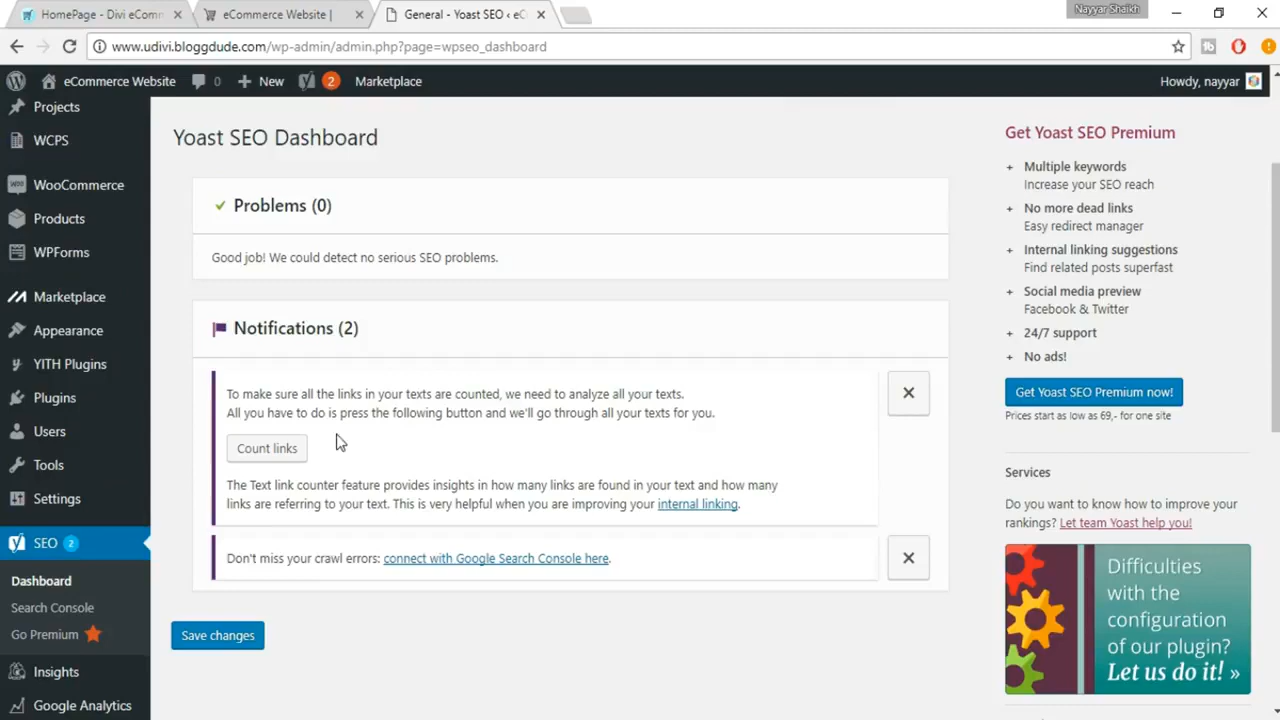 HomePage - Divi eComm
eCommerce Website |
General - Yoast SEO ‹ eC
Nayyar Shaikh
www.udivi.bloggdude.com/wp-admin/admin.php?page=wpseo_dashboard
eCommerce Website 0 New 2 Marketplace Howdy, nayyar
Projects
WCPS
WooCommerce
Products
WPForms
Marketplace
Appearance
YITH Plugins
Plugins
Users
Tools
Settings
SEO 2
Dashboard
Search Console
Go Premium
Insights
Google Analytics
Yoast SEO Dashboard
Problems (0)
Good job! We could detect no serious SEO problems.
Notifications (2)
To make sure all the links in your texts are counted, we need to analyze all your texts.
All you have to do is press the following button and we'll go through all your texts for you.
Count links
The Text link counter feature provides insights in how many links are found in your text and how many
links are referring to your text. This is very helpful when you are improving your internal linking.
Don't miss your crawl errors: connect with Google Search Console here.
Save changes
Get Yoast SEO Premium
+ Multiple keywords
Increase your SEO reach
+ No more dead links
Easy redirect manager
+ Internal linking suggestions
Find related posts superfast
+ Social media preview
Facebook & Twitter
+ 24/7 support
+ No ads!
Get Yoast SEO Premium now!
Prices start as low as 69,- for one site
Services
Do you want to know how to improve your
rankings? Let team Yoast help you!
Difficulties
with the
configuration
of our plugin?
Let us do it! »